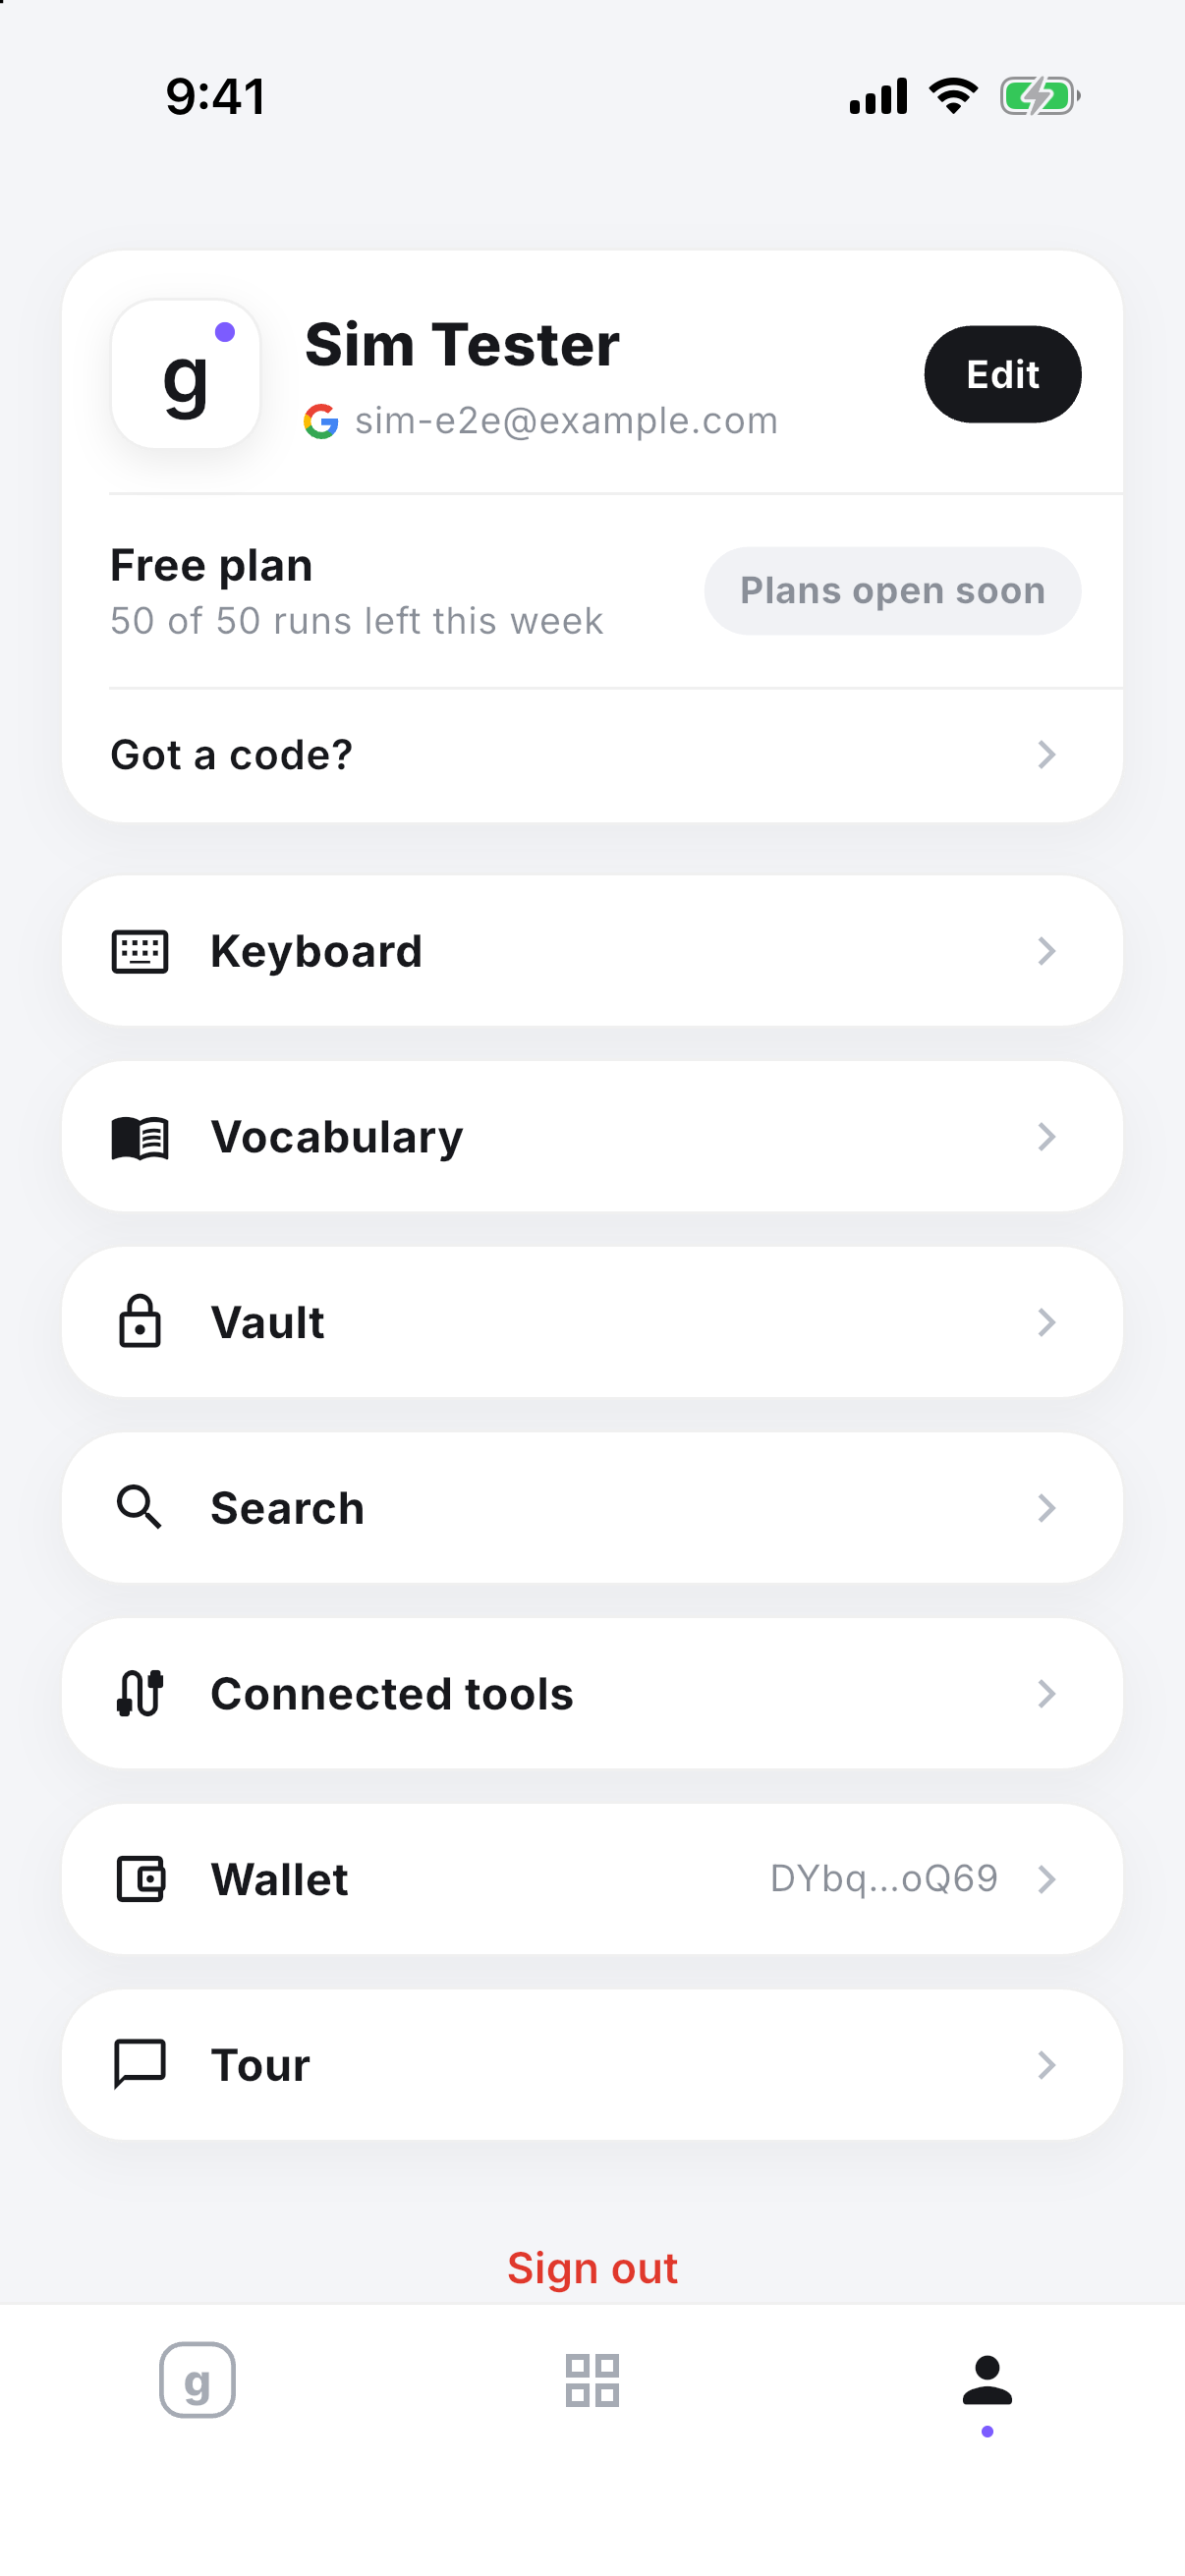 9:41
g
Sim Tester
sim-e2e@example.com
Edit
Free plan
50 of 50 runs left this week
Plans open soon
Got a code?
Keyboard
Vocabulary
Vault
Search
Connected tools
Wallet
DYbq...oQ69
Tour
Sign out
g